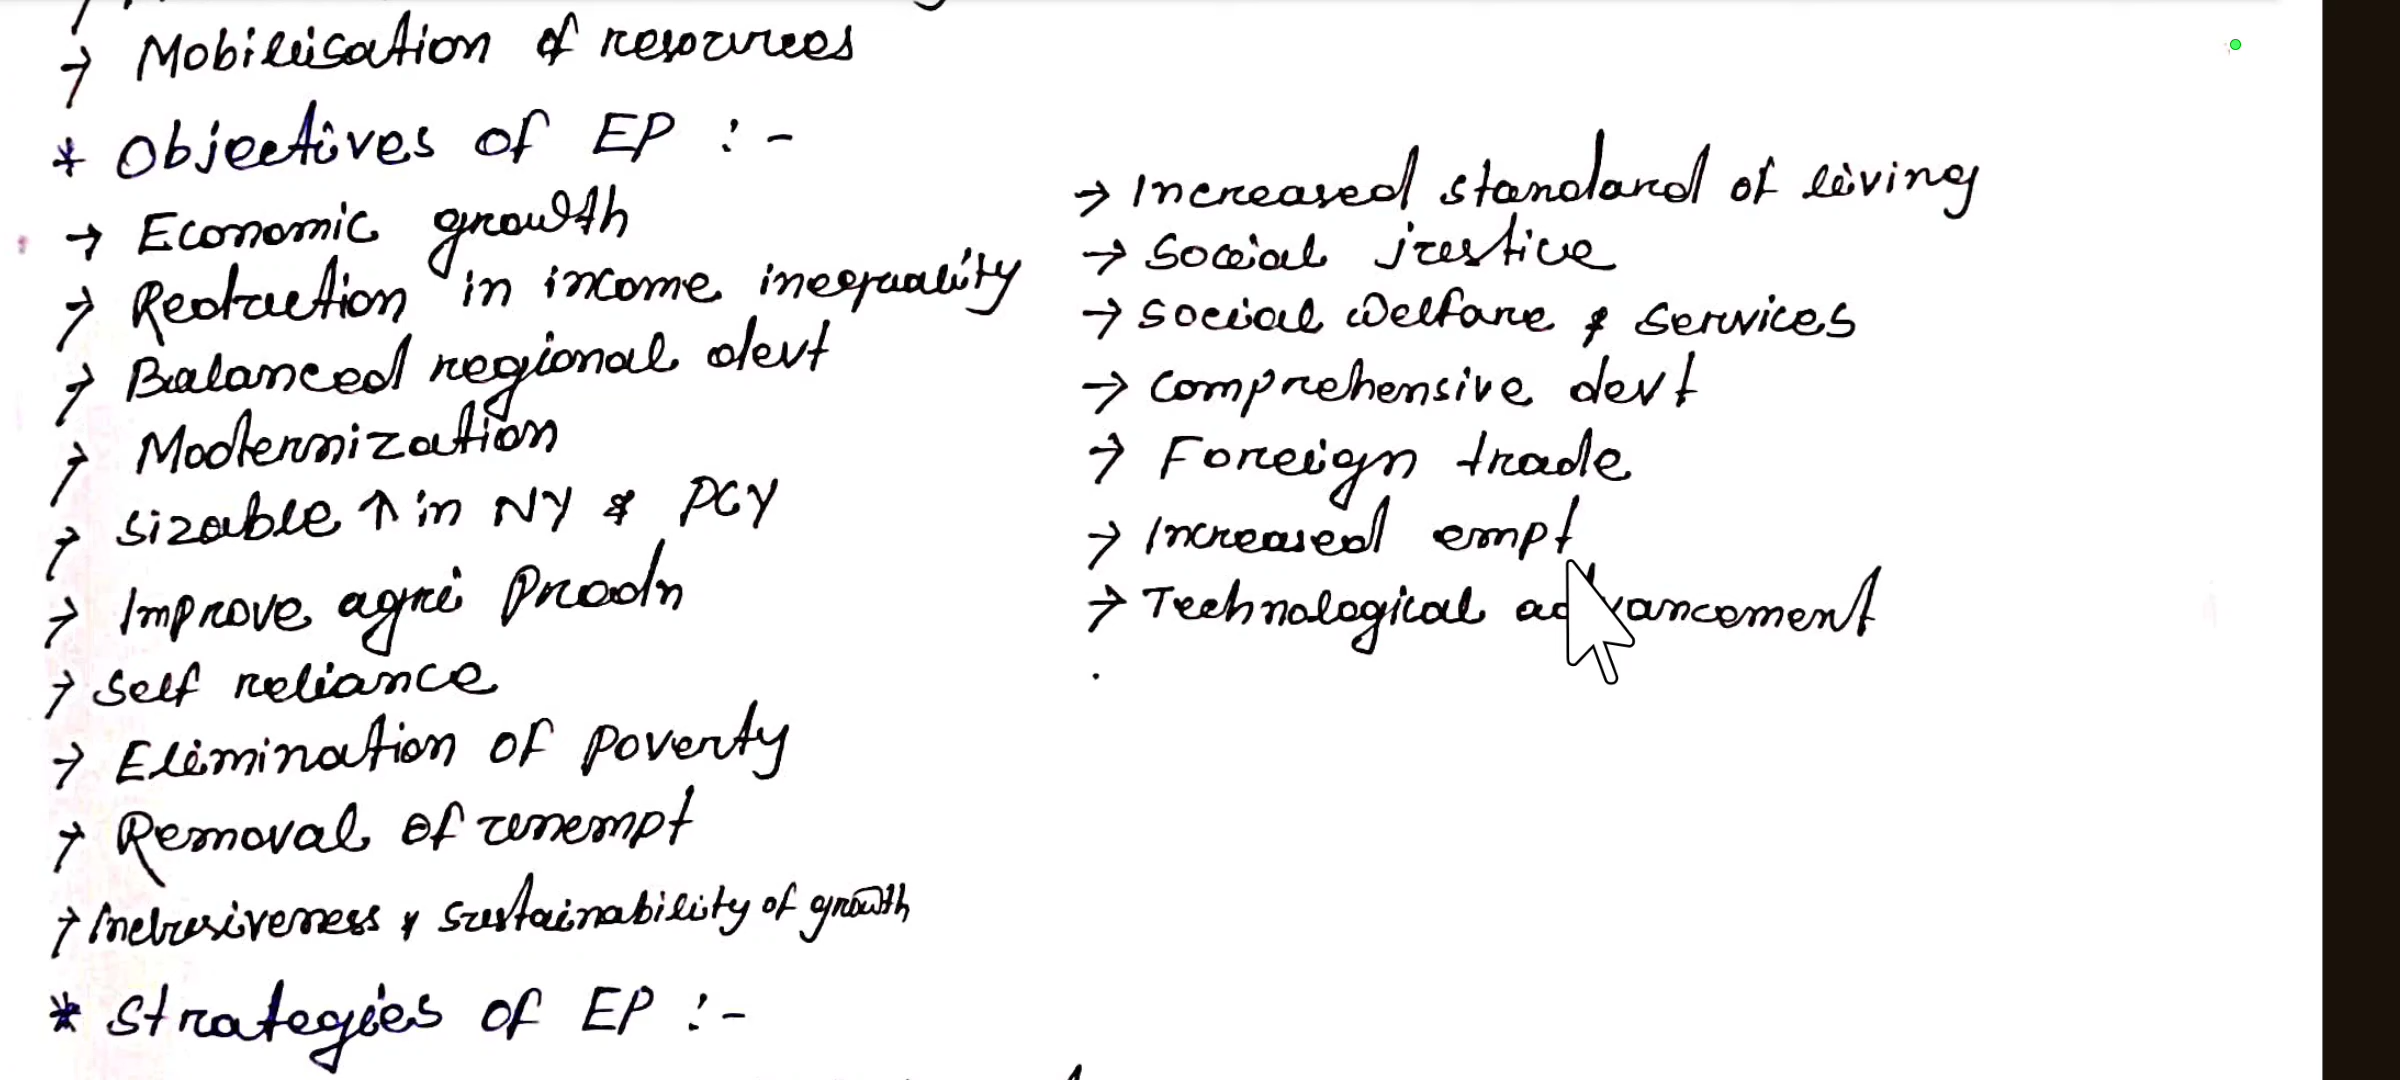 → Mobilisation of resources
* Objectives of EP :-
→ Economic growth
→ Reduction in income inequality
→ Balanced regional devt
→ Modernization
→ Sizable ↑ in NY & PCY
→ Improve agri Prodn
→ Self reliance
→ Elimination of poverty
→ Removal of unempt
→ Inclusiveness & Sustainability of growth
→ Increased standard of living
→ Social justice
→ Social Welfare & Services
→ Comprehensive devt
→ Foreign trade
→ Increased empt
→ Technological advancement
* Strategies of EP :-